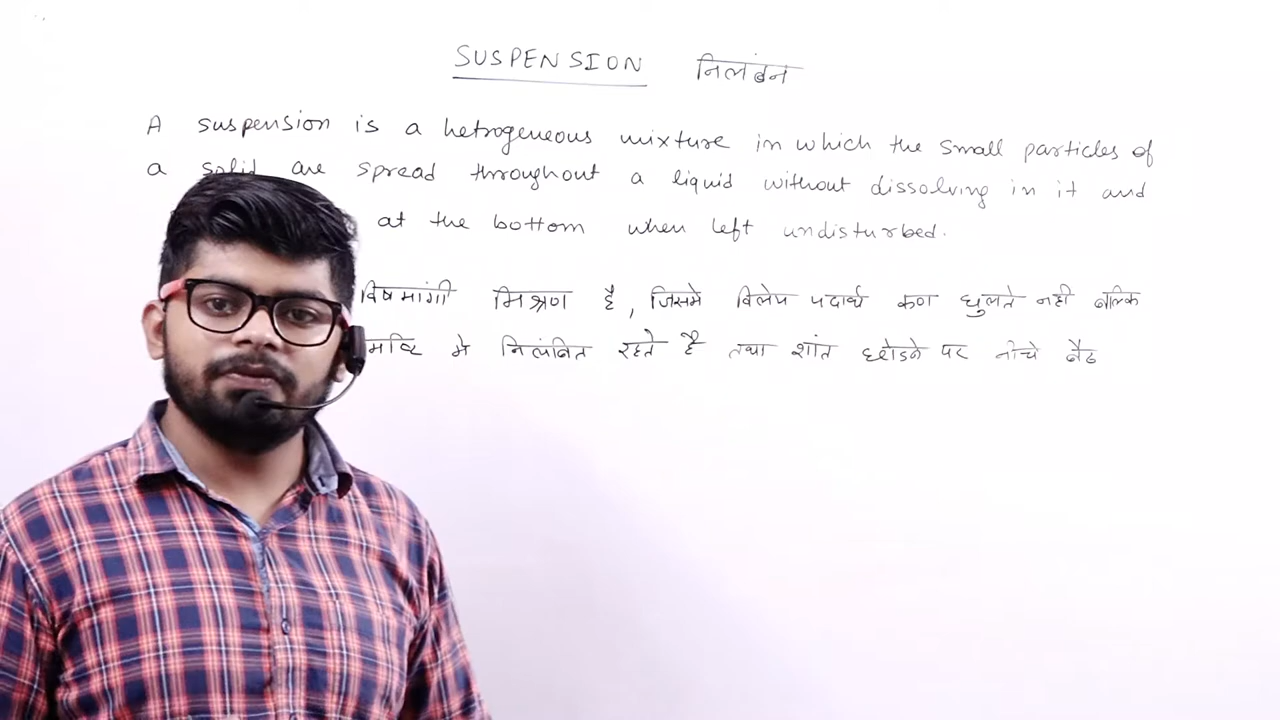 SUSPENSION निलंबन
A suspension is a hetrogeneous mixture in which the small particles of
a solid are spread throughout a liquid without dissolving in it and
at the bottom when left undisturbed.
विषमांगी मिश्रण है, जिसमे विलेय पदार्थ कण घुलते नही बल्कि
मे निलंबित रहते है तथा शांत छोडने पर नीचे बैठ